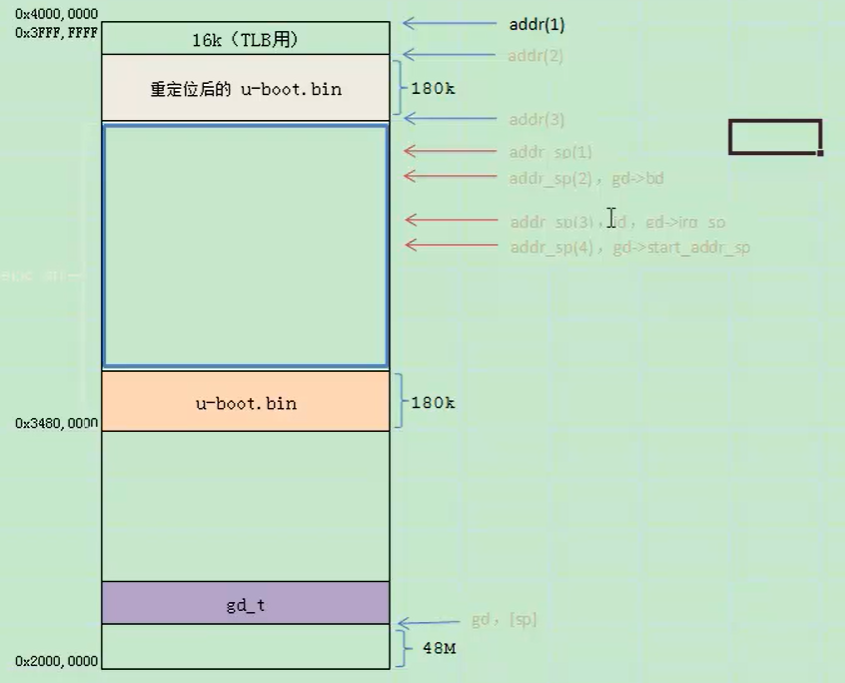 0x4000,0000
0x3FFF,FFFF
16k（TLB用）
addr(1)
addr(2)
重定位后的 u-boot.bin
180k
addr(3)
addr_sp(1)
addr_sp(2)，gd->bd
addr_sp(3)，id，gd->irq_sp
addr_sp(4)，gd->start_addr_sp
u-boot.bin
180k
0x3480,0000
gd_t
gd，[sp]
48M
0x2000,0000